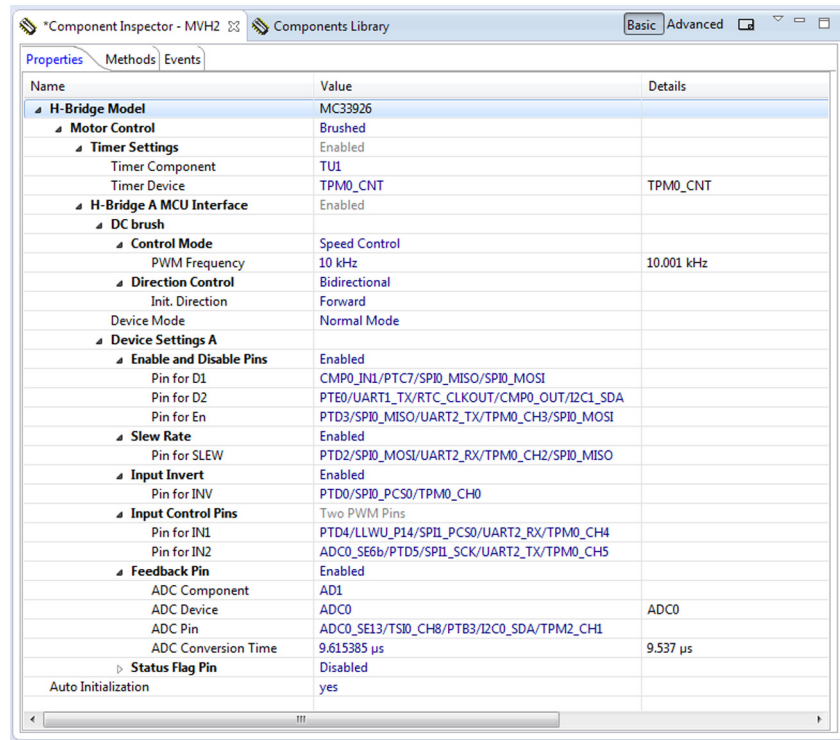 *Component Inspector - MVH2 Components Library Basic Advanced
Properties Methods Events
Name Value Details
H-Bridge Model MC33926
Motor Control Brushed
Timer Settings Enabled
Timer Component TU1
Timer Device TPM0_CNT TPM0_CNT
H-Bridge A MCU Interface Enabled
DC brush
Control Mode Speed Control
PWM Frequency 10 kHz 10.001 kHz
Direction Control Bidirectional
Init. Direction Forward
Device Mode Normal Mode
Device Settings A
Enable and Disable Pins Enabled
Pin for D1 CMP0_IN1/PTC7/SPI0_MISO/SPI0_MOSI
Pin for D2 PTE0/UART1_TX/RTC_CLKOUT/CMP0_OUT/I2C1_SDA
Pin for En PTD3/SPI0_MISO/UART2_TX/TPM0_CH3/SPI0_MOSI
Slew Rate Enabled
Pin for SLEW PTD2/SPI0_MOSI/UART2_RX/TPM0_CH2/SPI0_MISO
Input Invert Enabled
Pin for INV PTD0/SPI0_PCS0/TPM0_CH0
Input Control Pins Two PWM Pins
Pin for IN1 PTD4/LLWU_P14/SPI1_PCS0/UART2_RX/TPM0_CH4
Pin for IN2 ADC0_SE6b/PTD5/SPI1_SCK/UART2_TX/TPM0_CH5
Feedback Pin Enabled
ADC Component AD1
ADC Device ADC0 ADC0
ADC Pin ADC0_SE13/TSI0_CH8/PTB3/I2C0_SDA/TPM2_CH1
ADC Conversion Time 9.615385 µs 9.537 µs
Status Flag Pin Disabled
Auto Initialization yes